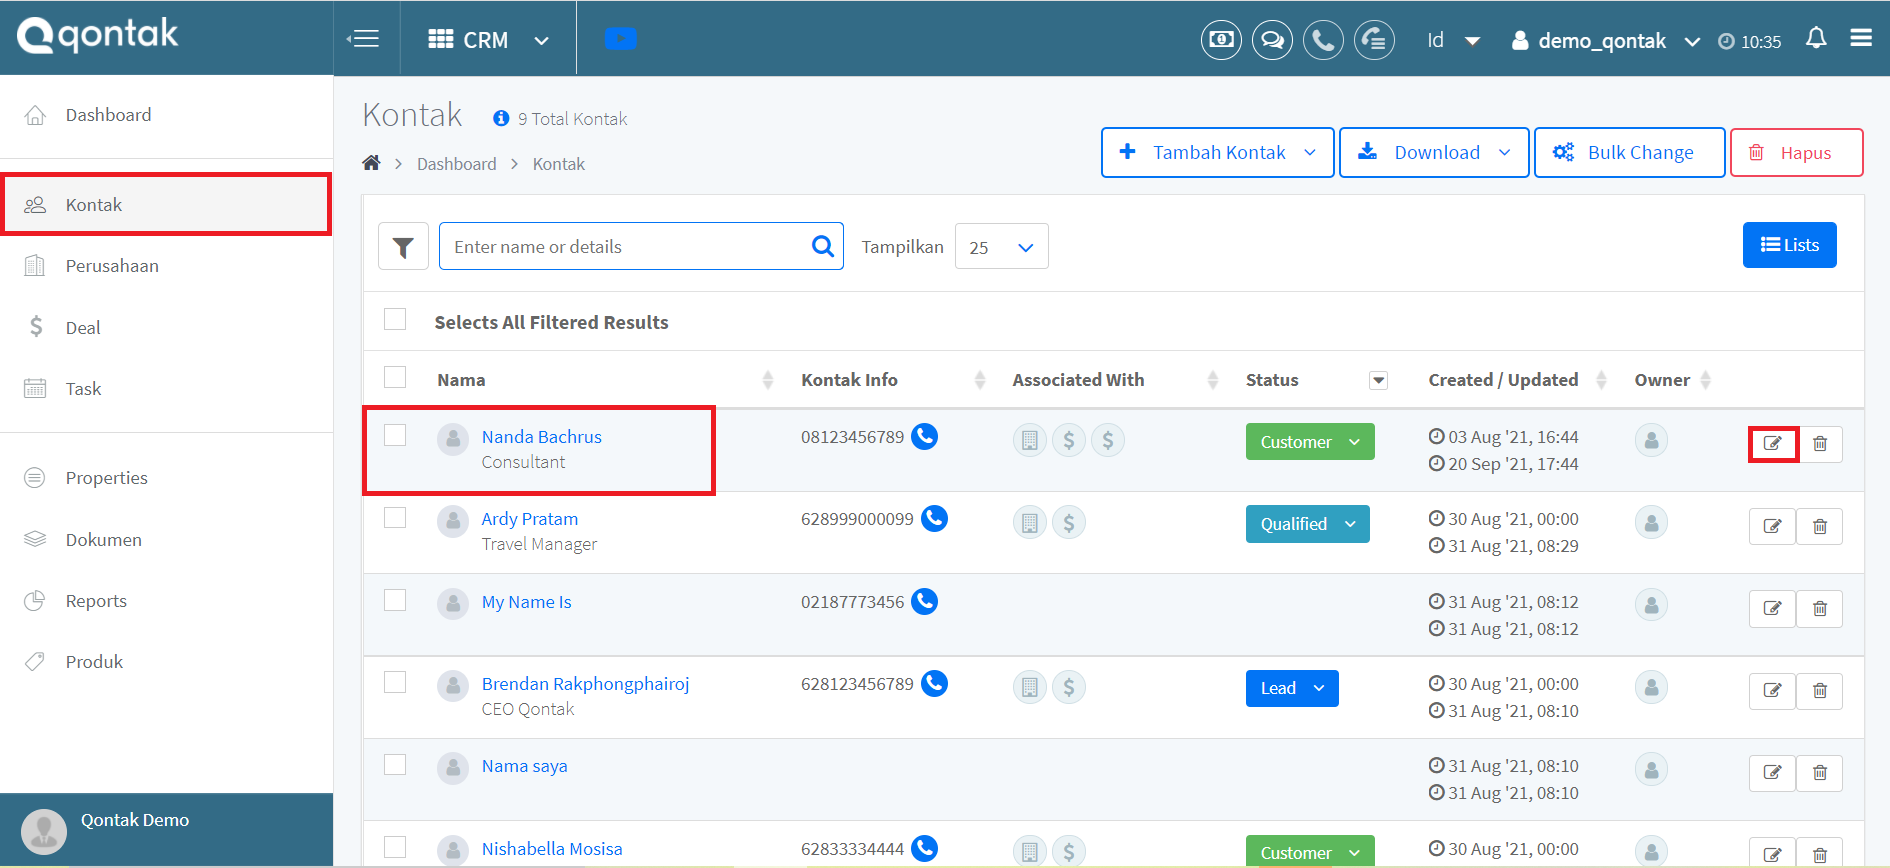 qontak
CRM
Id
demo_qontak
10:35
Dashboard
Kontak
Perusahaan
Deal
Task
Properties
Dokumen
Reports
Produk
Qontak Demo
Kontak
9 Total Kontak
Dashboard > Kontak
Tambah Kontak
Download
Bulk Change
Hapus
Enter name or details
Tampilkan
25
Lists
Selects All Filtered Results
Nama Kontak Info Associated With Status Created / Updated Owner
Nanda Bachrus 08123456789 Customer 03 Aug '21, 16:44
Consultant 20 Sep '21, 17:44
Ardy Pratam 628999000099 Qualified 30 Aug '21, 00:00
Travel Manager 31 Aug '21, 08:29
My Name Is 02187773456 31 Aug '21, 08:12
31 Aug '21, 08:12
Brendan Rakphongphairoj 628123456789 Lead 30 Aug '21, 00:00
CEO Qontak 31 Aug '21, 08:10
Nama saya 31 Aug '21, 08:10
31 Aug '21, 08:10
Nishabella Mosisa 62833334444 Customer 30 Aug '21, 00:00